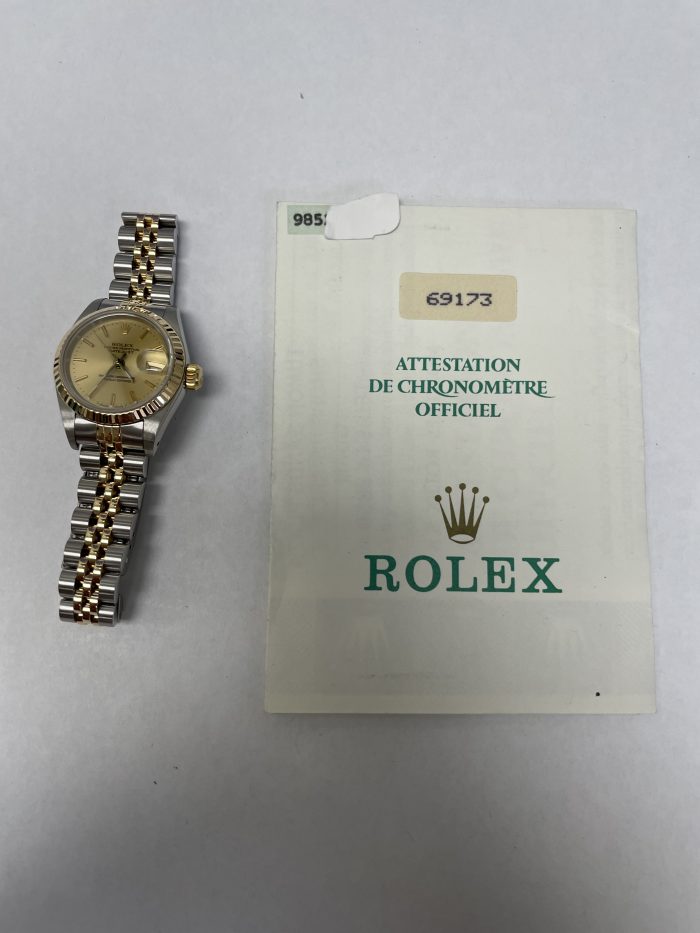 985
69173
ATTESTATION
DE CHRONOMÈTRE
OFFICIEL
ROLEX
ROLEX